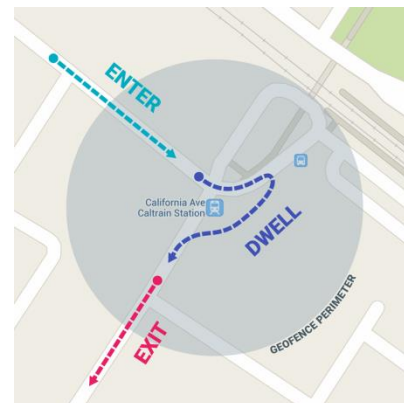 ENTER
California Ave
Caltrain Station
DWELL
GEOFENCE PERIMETER
EXIT